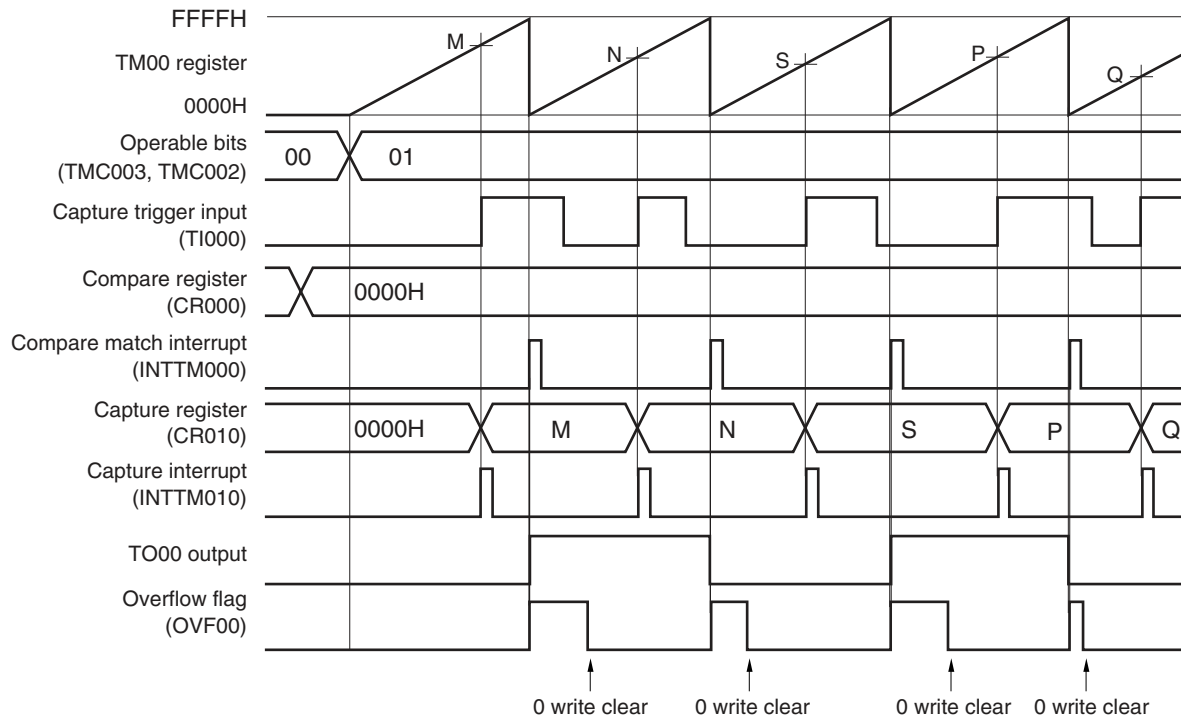 FFFFH
TM00 register
0000H
M
N
S
P
Q
Operable bits
(TMC003, TMC002)
00
01
Capture trigger input
(TI000)
Compare register
(CR000)
0000H
Compare match interrupt
(INTTM000)
Capture register
(CR010)
0000H
M
N
S
P
Q
Capture interrupt
(INTTM010)
TO00 output
Overflow flag
(OVF00)
0 write clear
0 write clear
0 write clear
0 write clear